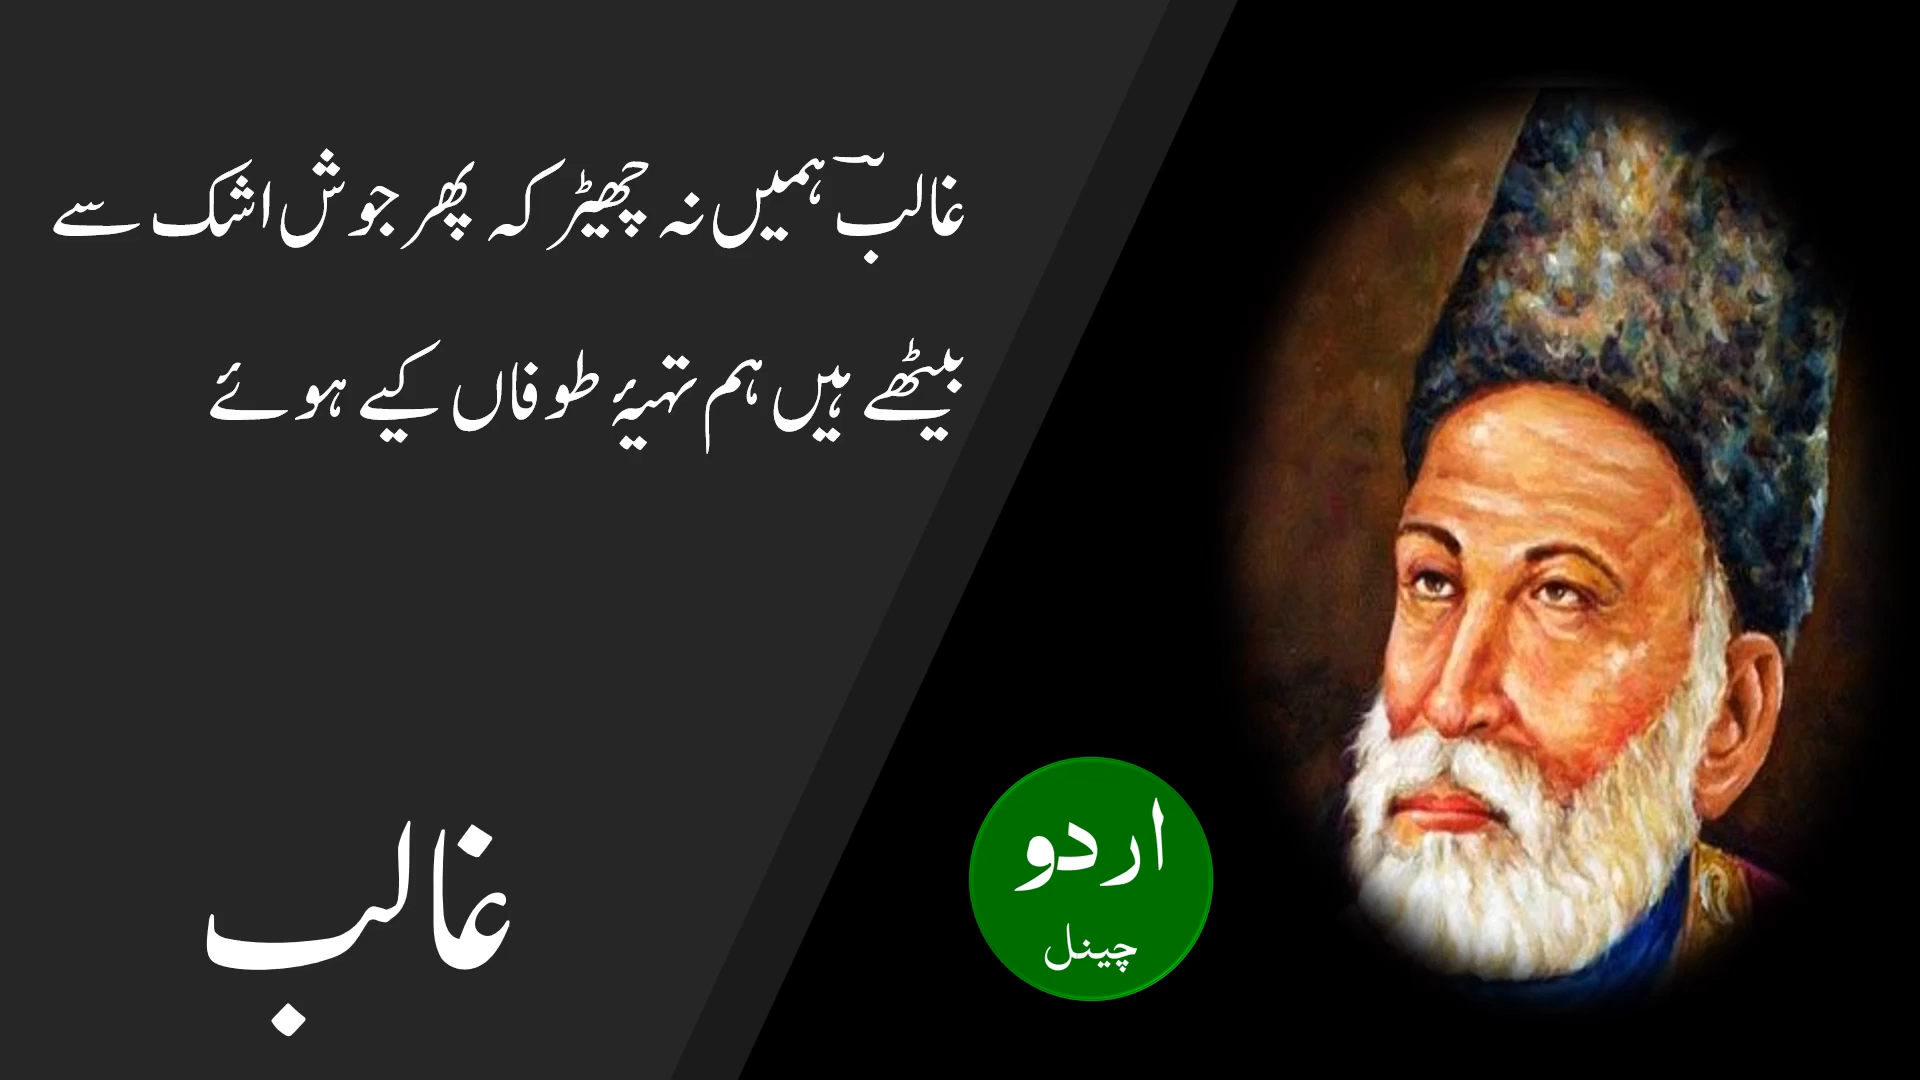 غالبؔ ہمیں نہ چھیڑ کہ پھر جوش اشک سے
بیٹھے ہیں ہم تہیۂ طوفاں کیے ہوئے
غالب
اردو
چینل